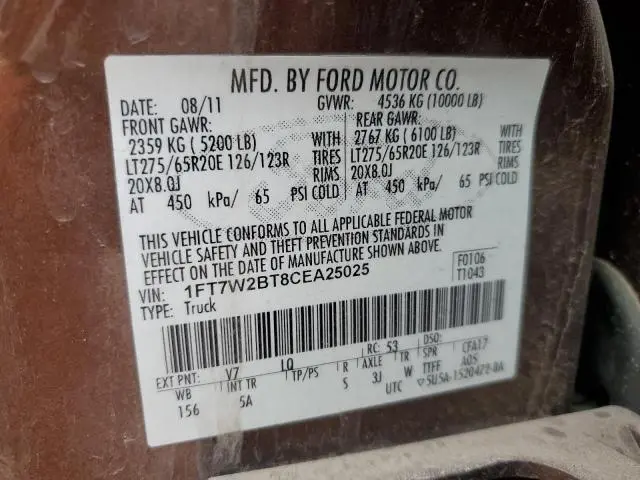 MFD. BY FORD MOTOR CO.
DATE: 08/11 GVWR: 4536 KG (10000 LB)
FRONT GAWR: REAR GAWR:
2359 KG ( 5200 LB) WITH 2767 KG ( 6100 LB) WITH
LT275/65R20E 126/123R TIRES LT275/65R20E 126/123R TIRES
20X8.0J RIMS 20X8.0J RIMS
AT 450 kPa/ 65 PSI COLD AT 450 kPa/ 65 PSI COLD
THIS VEHICLE CONFORMS TO ALL APPLICABLE FEDERAL MOTOR
VEHICLE SAFETY AND THEFT PREVENTION STANDARDS IN
EFFECT ON THE DATE OF MANUFACTURE SHOWN ABOVE.
VIN: 1FT7W2BT8CEA25025 F0106
TYPE: Truck T1043
EXT PNT: V7 LQ RC: 53 DSO:
WB INT TR TP/PS R AXLE TR SPR CFA17
156 5A S 3J W TTFF A05
UTC 5U5A-1520472-BA